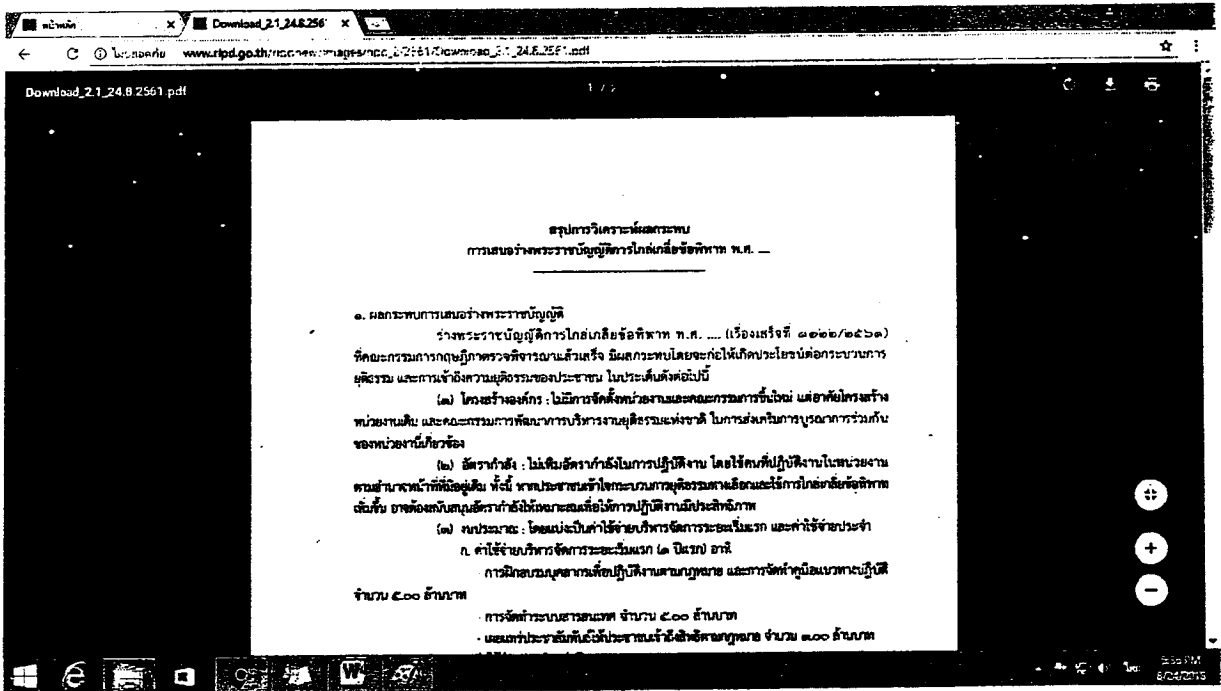 หน้าหลัก
Download_2.1_24.8.2561
ไม่ปลอดภัย www.rlpd.go.th/
Download_2.1_24.8.2561.pdf
1 / 2
สรุปการวิเคราะห์ผลกระทบ
การเสนอร่างพระราชบัญญัติการไกล่เกลี่ยข้อพิพาท พ.ศ. ....
๑. ผลกระทบการเสนอร่างพระราชบัญญัติ
ร่างพระราชบัญญัติการไกล่เกลี่ยข้อพิพาท พ.ศ. .... (เรื่องเสร็จที่ /๒๕๖๑)
ที่คณะกรรมการกฤษฎีกาตรวจพิจารณาแล้วเสร็จ มีผลกระทบโดยจะก่อให้เกิดประโยชน์ต่อกระบวนการ
ยุติธรรม และการเข้าถึงความยุติธรรมของประชาชน ในประเด็นดังต่อไปนี้
(๑) โครงสร้างองค์กร : ไม่มีการจัดตั้งหน่วยงานและคณะกรรมการขึ้นใหม่ แต่อาศัยโครงสร้าง
หน่วยงานเดิม และคณะกรรมการพัฒนาการบริหารงานยุติธรรมแห่งชาติ ในการส่งเสริมการบูรณาการร่วมกัน
ของหน่วยงานที่เกี่ยวข้อง
(๒) อัตรากำลัง : ไม่เพิ่มอัตรากำลังในการปฏิบัติงาน โดยใช้คนที่ปฏิบัติงานในหน่วยงาน
ตามอำนาจหน้าที่ที่มีอยู่เดิม ทั้งนี้ หากประชาชนเข้าใจกระบวนการยุติธรรมทางเลือกและใช้การไกล่เกลี่ยข้อพิพาท
เพิ่มขึ้น อาจต้องสนับสนุนอัตรากำลังให้เหมาะสมเพื่อให้การปฏิบัติงานมีประสิทธิภาพ
(๓) งบประมาณ : โดยแบ่งเป็นค่าใช้จ่ายบริหารจัดการระยะเริ่มแรก และค่าใช้จ่ายประจำ
ก. ค่าใช้จ่ายบริหารจัดการระยะเริ่มแรก (๑ ปีแรก) อาทิ
- การฝึกอบรมบุคลากรเพื่อปฏิบัติงานตามกฎหมาย และการจัดทำคู่มือแนวทางปฏิบัติ
จำนวน ๕.๐๐ ล้านบาท
- การจัดทำระบบสารสนเทศ จำนวน ๕.๐๐ ล้านบาท
- เผยแพร่ประชาสัมพันธ์ให้ประชาชนเข้าถึงสิทธิตามกฎหมาย จำนวน ๓.๐๐ ล้านบาท
ไทย